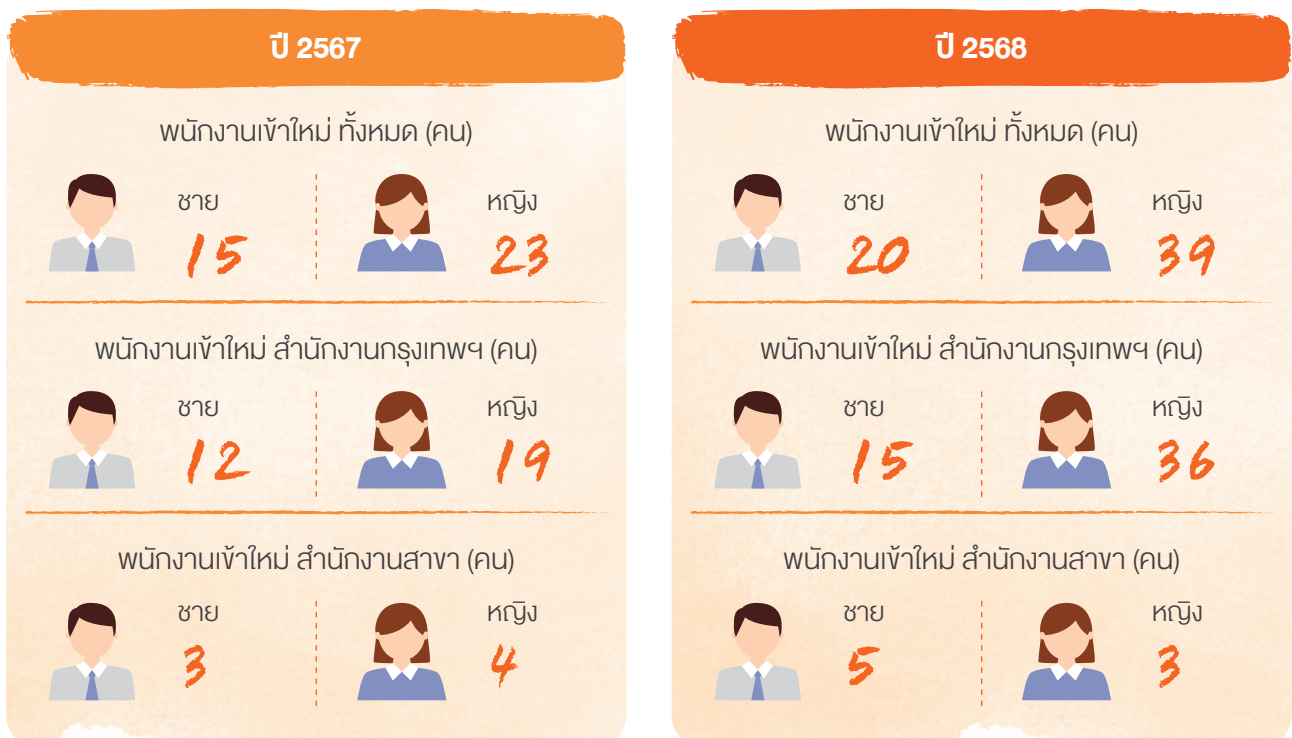 ปี 2567
พนักงานเข้าใหม่ ทั้งหมด (คน)
ชาย
15
หญิง
23
พนักงานเข้าใหม่ สำนักงานกรุงเทพฯ (คน)
ชาย
12
หญิง
19
พนักงานเข้าใหม่ สำนักงานสาขา (คน)
ชาย
3
หญิง
4
ปี 2568
พนักงานเข้าใหม่ ทั้งหมด (คน)
ชาย
20
หญิง
39
พนักงานเข้าใหม่ สำนักงานกรุงเทพฯ (คน)
ชาย
15
หญิง
36
พนักงานเข้าใหม่ สำนักงานสาขา (คน)
ชาย
5
หญิง
3